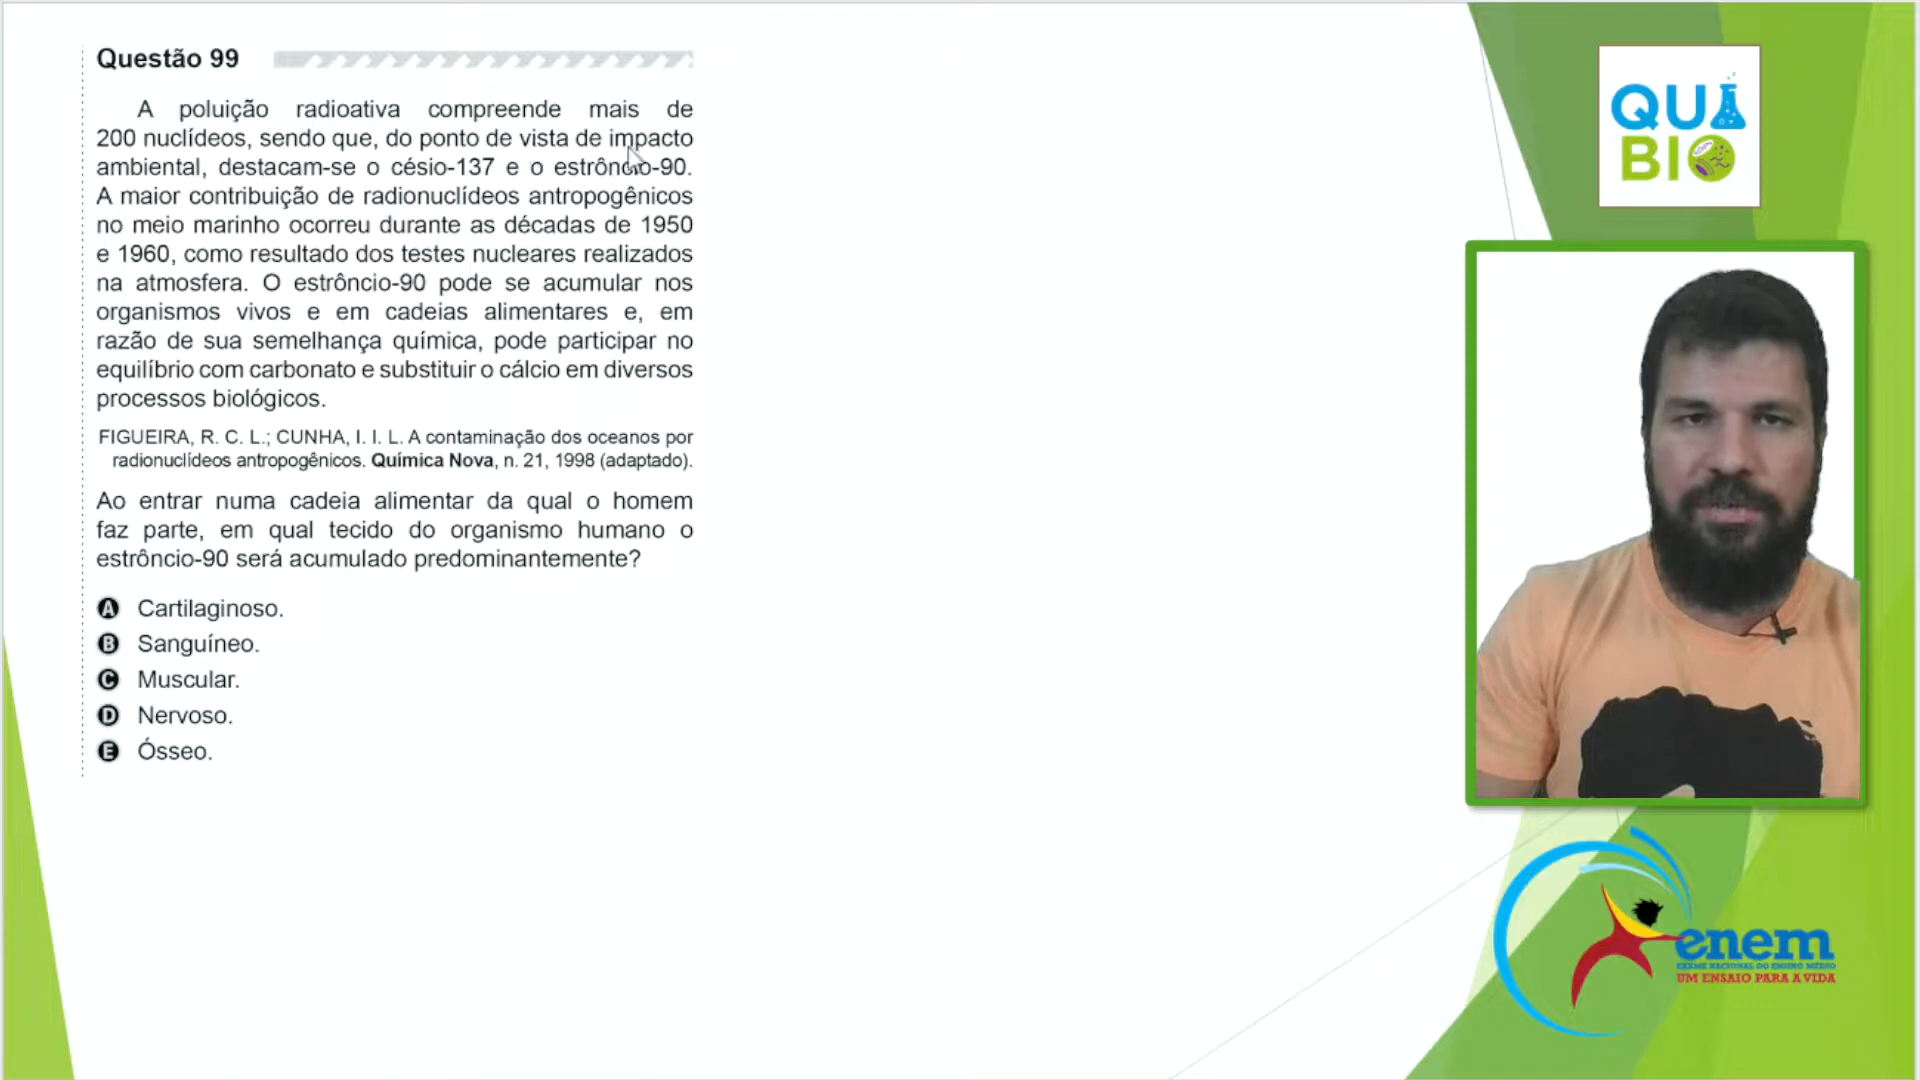 Questão 99
A poluição radioativa compreende mais de
200 nuclídeos, sendo que, do ponto de vista de impacto
ambiental, destacam-se o césio-137 e o estrôncio-90.
A maior contribuição de radionuclídeos antropogênicos
no meio marinho ocorreu durante as décadas de 1950
e 1960, como resultado dos testes nucleares realizados
na atmosfera. O estrôncio-90 pode se acumular nos
organismos vivos e em cadeias alimentares e, em
razão de sua semelhança química, pode participar no
equilíbrio com carbonato e substituir o cálcio em diversos
processos biológicos.
FIGUEIRA, R. C. L.; CUNHA, I. I. L. A contaminação dos oceanos por
radionuclídeos antropogênicos. Química Nova, n. 21, 1998 (adaptado).
Ao entrar numa cadeia alimentar da qual o homem
faz parte, em qual tecido do organismo humano o
estrôncio-90 será acumulado predominantemente?
A Cartilaginoso.
B Sanguíneo.
C Muscular.
D Nervoso.
E Ósseo.
QUI
BIO
enem
EXAME NACIONAL DO ENSINO MÉDIO
UM ENSAIO PARA A VIDA